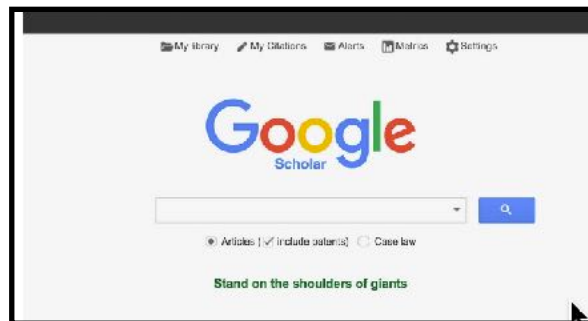 My library My Citations Alerts Metrics Settings
Google
Scholar
Articles ( include patents) Case law
Stand on the shoulders of giants